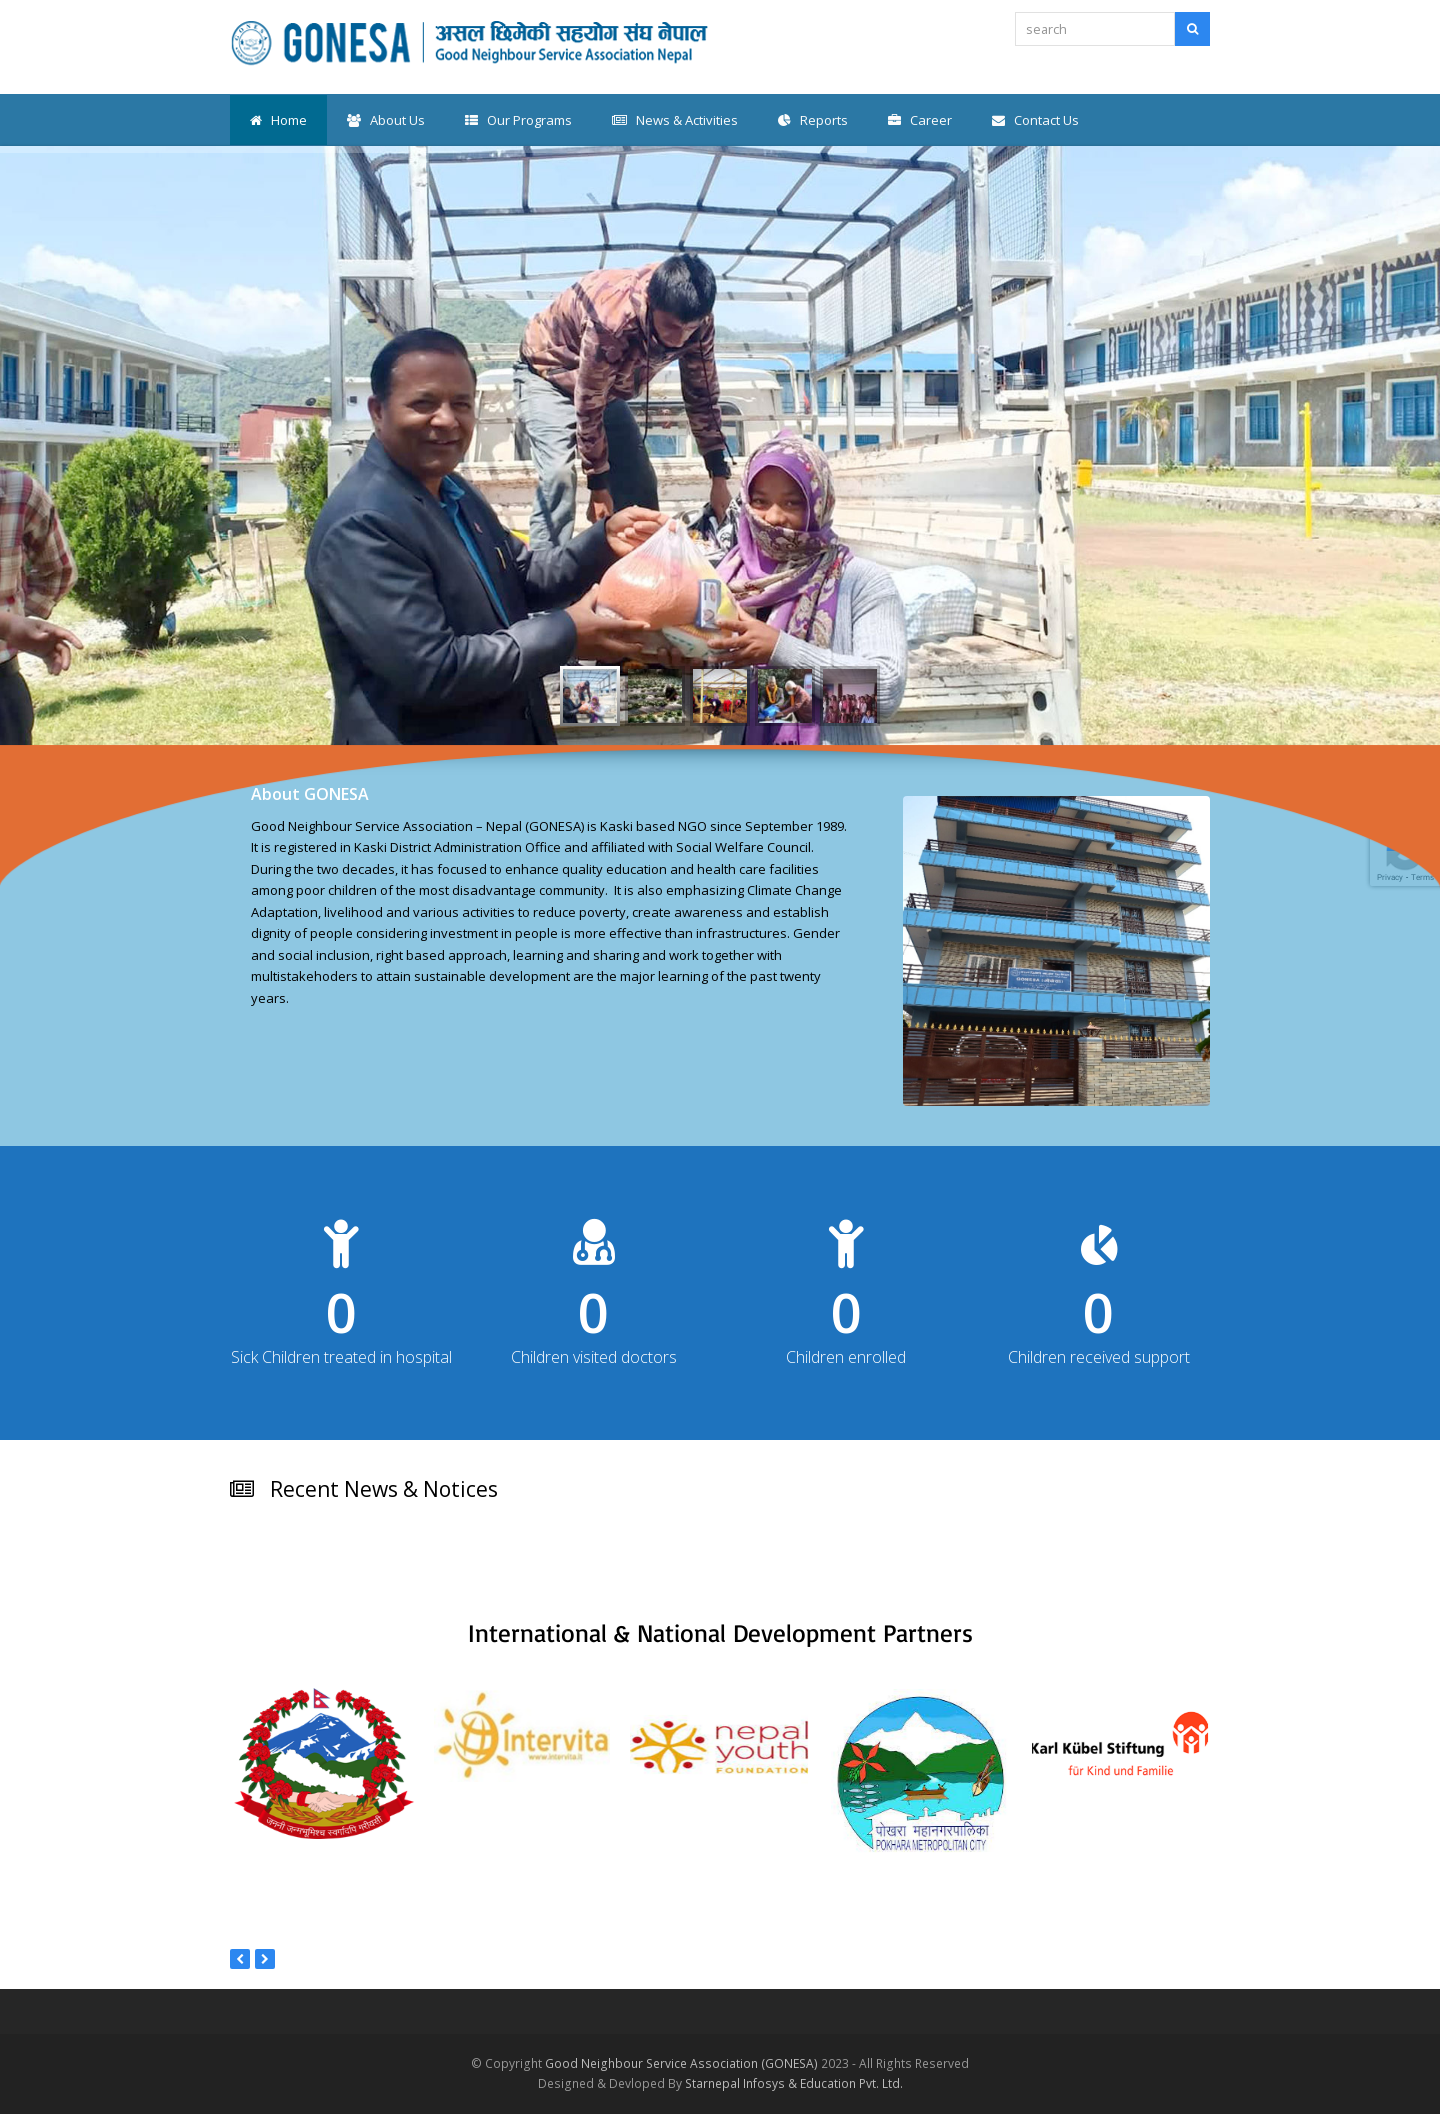 GONESA
असल छिमेकी सहयोग संघ नेपाल
Good Neighbour Service Association Nepal
search
Home
About Us
Our Programs
News & Activities
Reports
Career
Contact Us
About GONESA
Good Neighbour Service Association – Nepal (GONESA) is Kaski based NGO since September 1989.
It is registered in Kaski District Administration Office and affiliated with Social Welfare Council.
During the two decades, it has focused to enhance quality education and health care facilities
among poor children of the most disadvantage community.  It is also emphasizing Climate Change
Adaptation, livelihood and various activities to reduce poverty, create awareness and establish
dignity of people considering investment in people is more effective than infrastructures. Gender
and social inclusion, right based approach, learning and sharing and work together with
multistakehoders to attain sustainable development are the major learning of the past twenty
years.
Privacy - Terms
0
Sick Children treated in hospital
0
Children visited doctors
0
Children enrolled
0
Children received support
Recent News & Notices
International & National Development Partners
जननी जन्मभूमिश्च स्वर्गादपि गरीयसी
Intervita
www.intervita.it
nepal
youth
FOUNDATION
पोखरा महानगरपालिका
POKHARA METROPOLITAN CITY
Karl Kübel Stiftung
für Kind und Familie
© Copyright Good Neighbour Service Association (GONESA) 2023 - All Rights Reserved
Designed & Devloped By Starnepal Infosys & Education Pvt. Ltd.